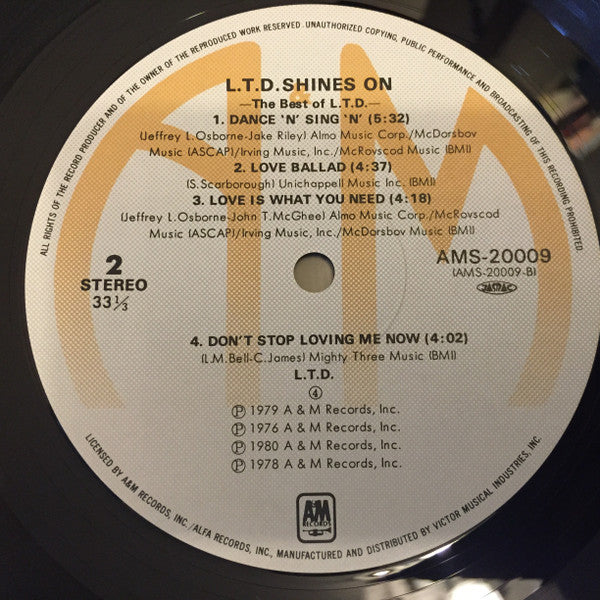 ALL RIGHTS OF THE RECORD PRODUCER AND OF THE OWNER OF THE REPRODUCED WORK RESERVED. UNAUTHORIZED COPYING, PUBLIC PERFORMANCE AND BROADCASTING OF THIS RECORDING PROHIBITED.
L.T.D. SHINES ON
—The Best of L.T.D.—
1. DANCE 'N' SING 'N' (5:32)
(Jeffrey L.Osborne-Jake Riley) Almo Music Corp./McDorsbov
Music (ASCAP)/Irving Music, Inc./McRovscod Music (BMI)
2. LOVE BALLAD (4:37)
(S.Scarborough) Unichappell Music Inc. (BMI)
3. LOVE IS WHAT YOU NEED (4:18)
(Jeffrey L.Osborne-John T.McGhee) Almo Music Corp./McRovscod
Music (ASCAP)/Irving Music, Inc./McDorsbov Music (BMI)
2
STEREO
33⅓
AMS-20009
(AMS-20009-B)
JASRAC
4. DON'T STOP LOVING ME NOW (4:02)
(L.M.Bell-C.James) Mighty Three Music (BMI)
L.T.D.
④
Ⓟ 1979 A & M Records, Inc.
Ⓟ 1976 A & M Records, Inc.
Ⓟ 1980 A & M Records, Inc.
Ⓟ 1978 A & M Records, Inc.
A&M
RECORDS
LICENSED BY A&M RECORDS, INC./ALFA RECORDS, INC., MANUFACTURED AND DISTRIBUTED BY VICTOR MUSICAL INDUSTRIES, INC.